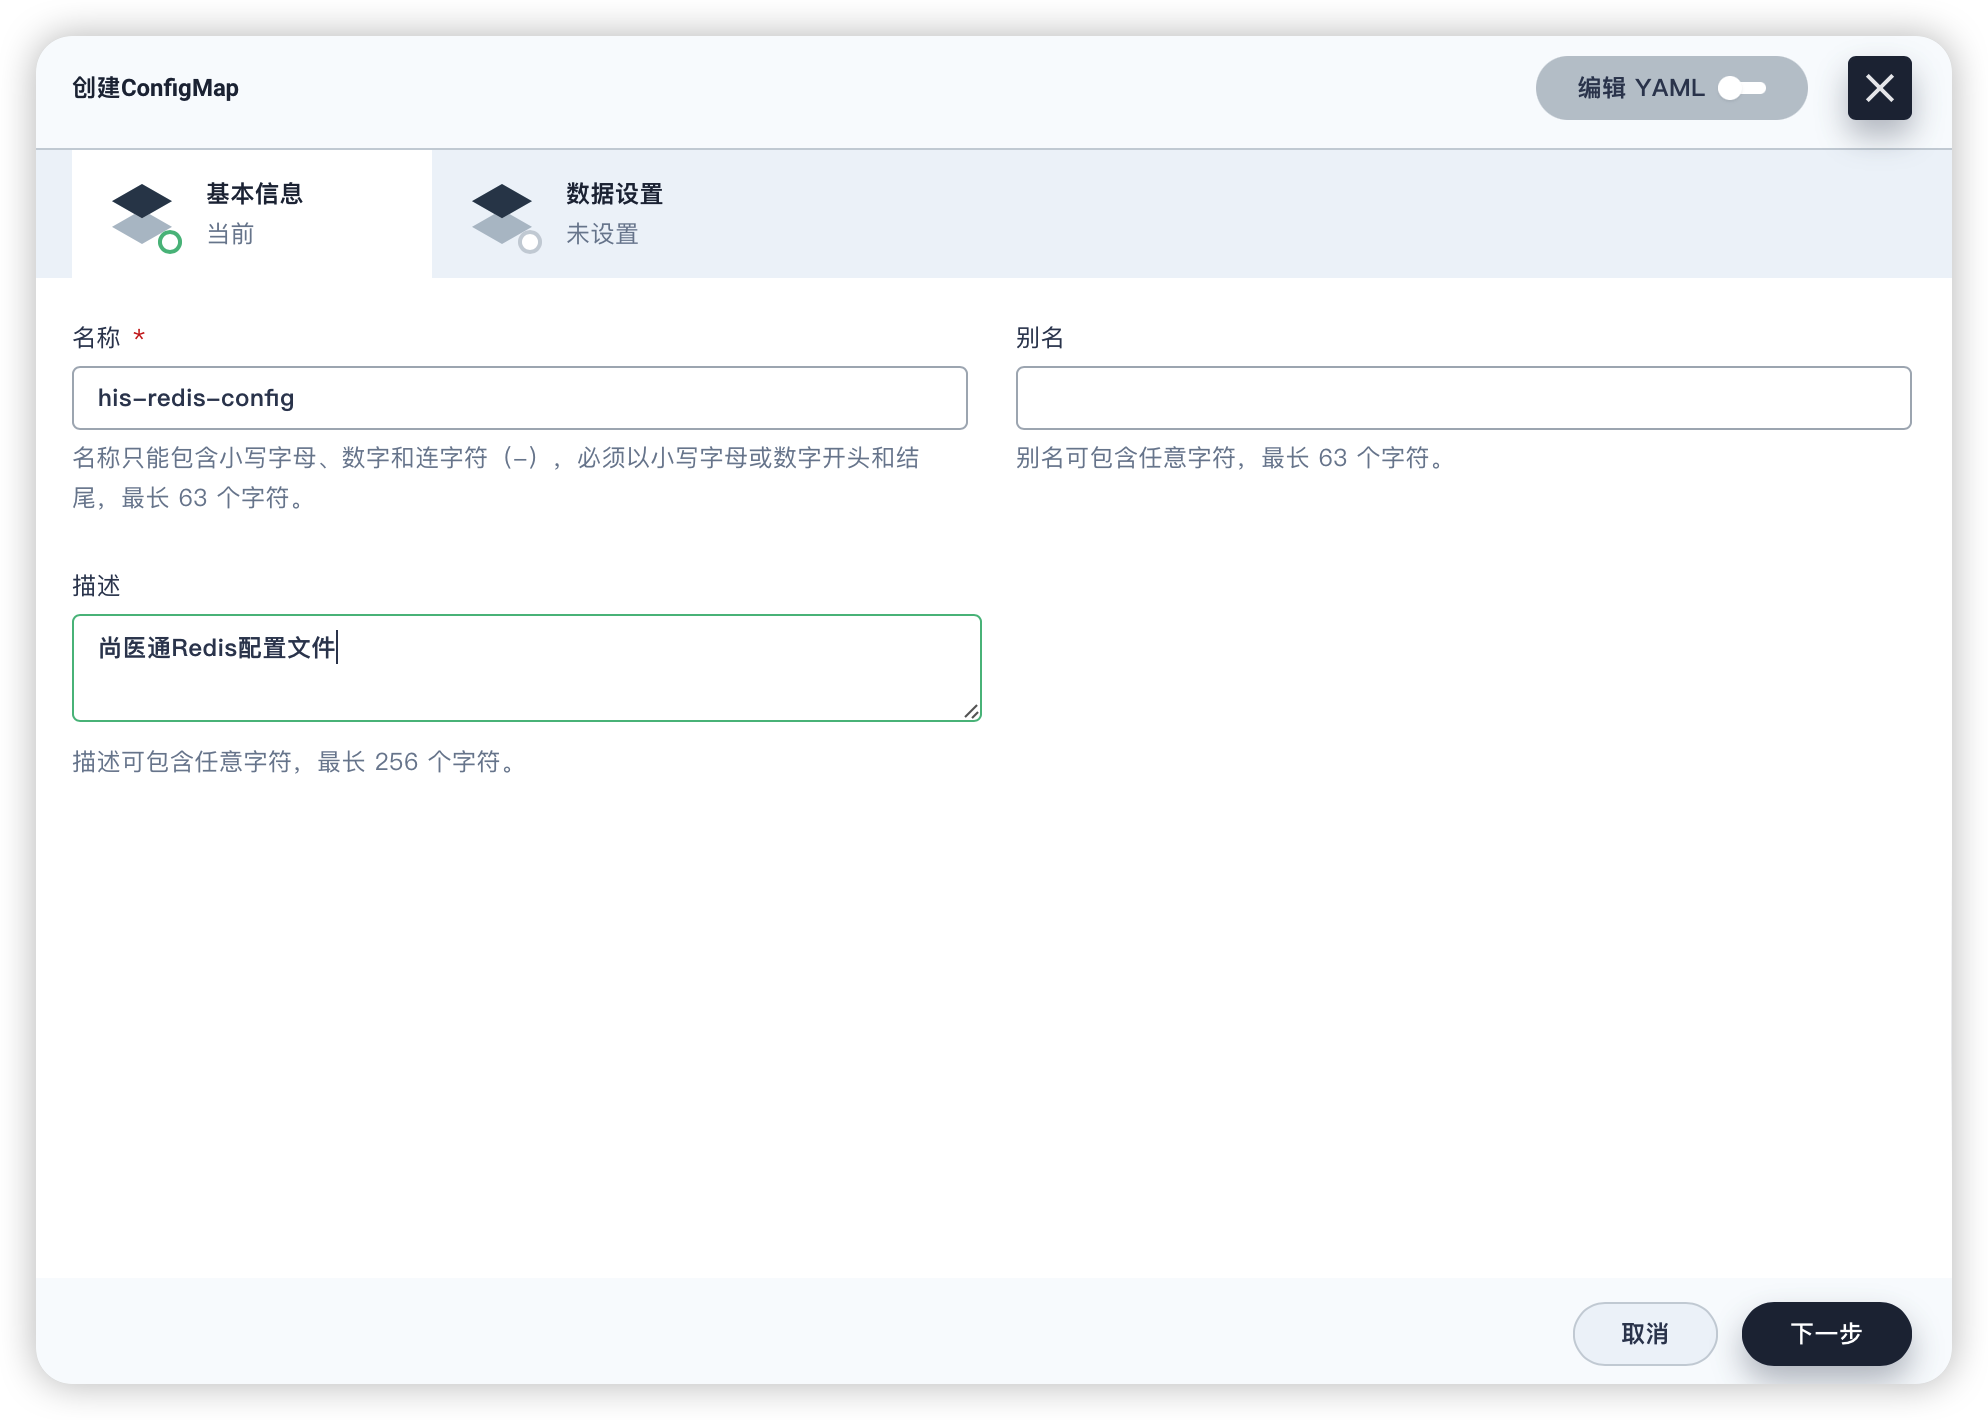 创建ConfigMap
编辑 YAML
基本信息
当前
数据设置
未设置
名称 *
his-redis-config
名称只能包含小写字母、数字和连字符（-），必须以小写字母或数字开头和结
尾，最长 63 个字符。
别名
别名可包含任意字符，最长 63 个字符。
描述
尚医通Redis配置文件
描述可包含任意字符，最长 256 个字符。
取消
下一步